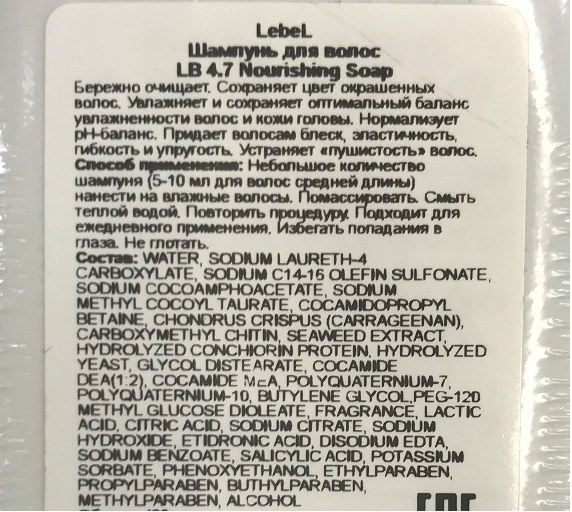 LebeL
Шампунь для волос
LB 4.7 Nourishing Soap
Бережно очищает. Сохраняет цвет окрашенных
волос. Увлажняет и сохраняет оптимальный баланс
увлажненности волос и кожи головы. Нормализует
pH-баланс. Придает волосам блеск, эластичность,
гибкость и упругость. Устраняет «пушистость» волос.
Способ применения: Небольшое количество
шампуня (5-10 мл для волос средней длины)
нанести на влажные волосы. Помассировать. Смыть
теплой водой. Повторить процедуру. Подходит для
ежедневного применения. Избегать попадания в
глаза. Не глотать.
Состав: WATER, SODIUM LAURETH-4
CARBOXYLATE, SODIUM C14-16 OLEFIN SULFONATE,
SODIUM COCOAMPHOACETATE, SODIUM
METHYL COCOYL TAURATE, COCAMIDOPROPYL
BETAINE, CHONDRUS CRISPUS (CARRAGEENAN),
CARBOXYMETHYL CHITIN, SEAWEED EXTRACT,
HYDROLYZED CONCHIORIN PROTEIN, HYDROLYZED
YEAST, GLYCOL DISTEARATE, COCAMIDE
DEA(1:2), COCAMIDE MEA, POLYQUATERNIUM-7,
POLYQUATERNIUM-10, BUTYLENE GLYCOL,PEG-120
METHYL GLUCOSE DIOLEATE, FRAGRANCE, LACTIC
ACID, CITRIC ACID, SODIUM CITRATE, SODIUM
HYDROXIDE, ETIDRONIC ACID, DISODIUM EDTA,
SODIUM BENZOATE, SALICYLIC ACID, POTASSIUM
SORBATE, PHENOXYETHANOL, ETHYLPARABEN,
PROPYLPARABEN, BUTHYLPARABEN,
METHYLPARABEN, ALCOHOL